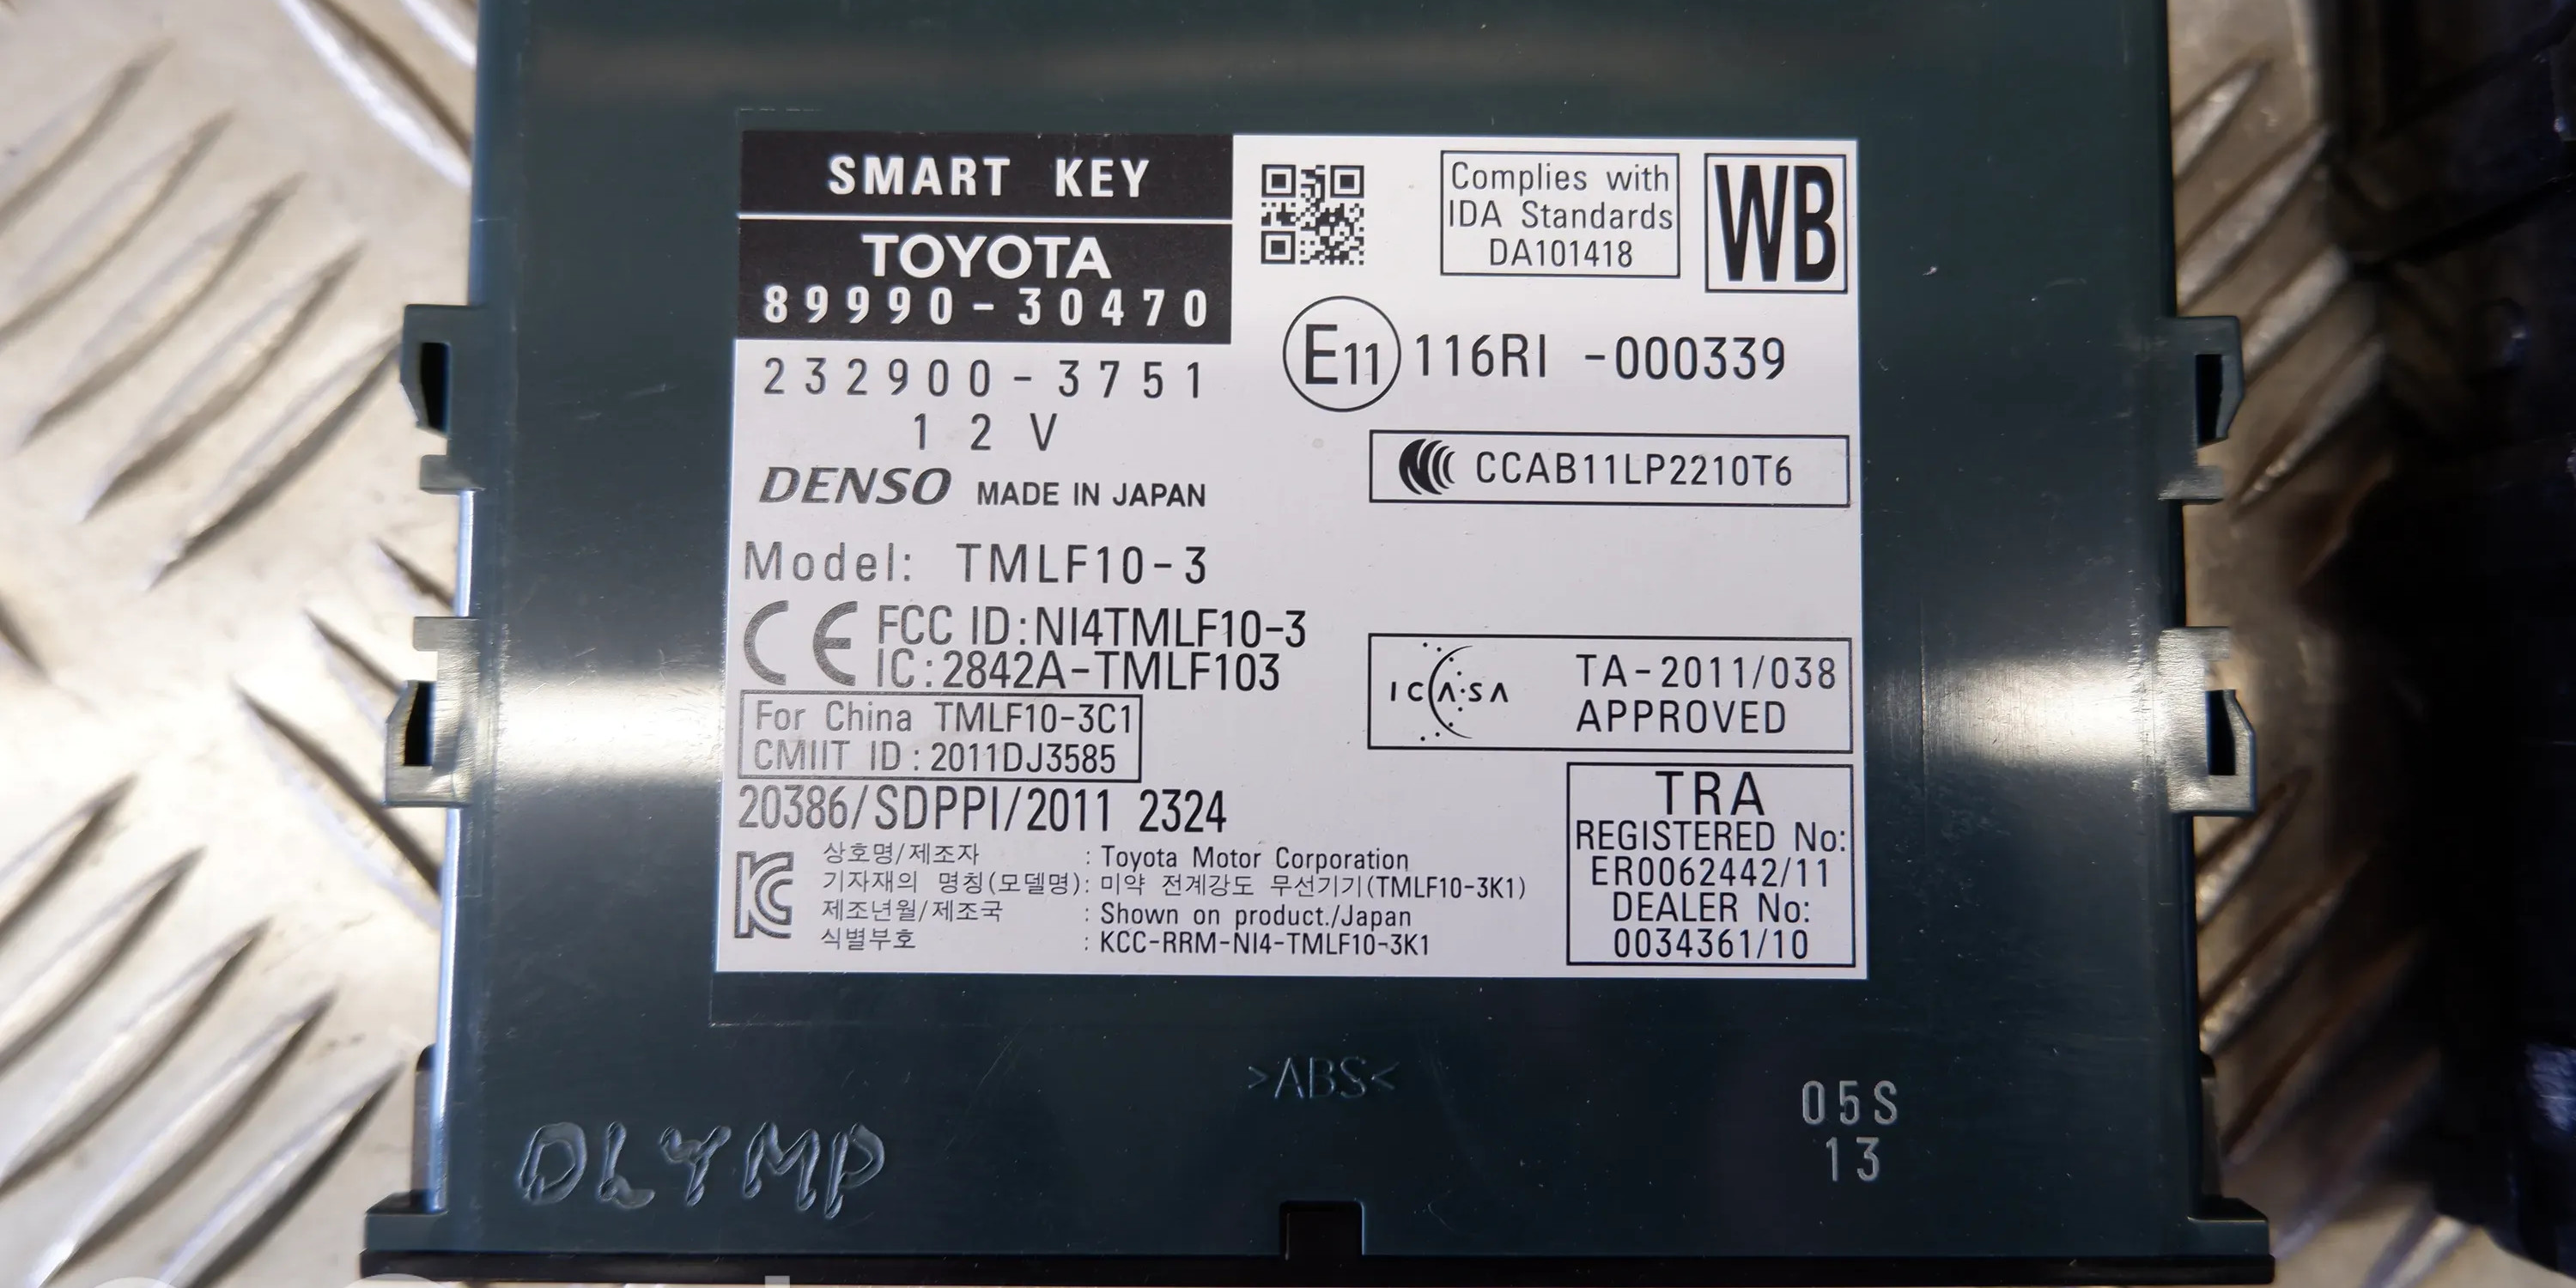 SMART KEY
TOYOTA
89990-30470
232900-3751
12V
DENSO MADE IN JAPAN
Model: TMLF10-3
CE FCC ID:NI4TMLF10-3
IC:2842A-TMLF103
For China TMLF10-3C1
CMIIT ID:2011DJ3585
20386/SDPPI/2011 2324
상호명/제조자 : Toyota Motor Corporation
기자재의 명칭(모델명): 미약 전계강도 무선기기(TMLF10-3K1)
제조년월/제조국 : Shown on product./Japan
식별부호 : KCC-RRM-NI4-TMLF10-3K1
Complies with
IDA Standards
DA101418
WB
E11 116RI -000339
CCAB11LP2210T6
ICASA TA-2011/038
APPROVED
TRA
REGISTERED No:
ER0062442/11
DEALER No:
0034361/10
>ABS<
OLYMP
05S
13